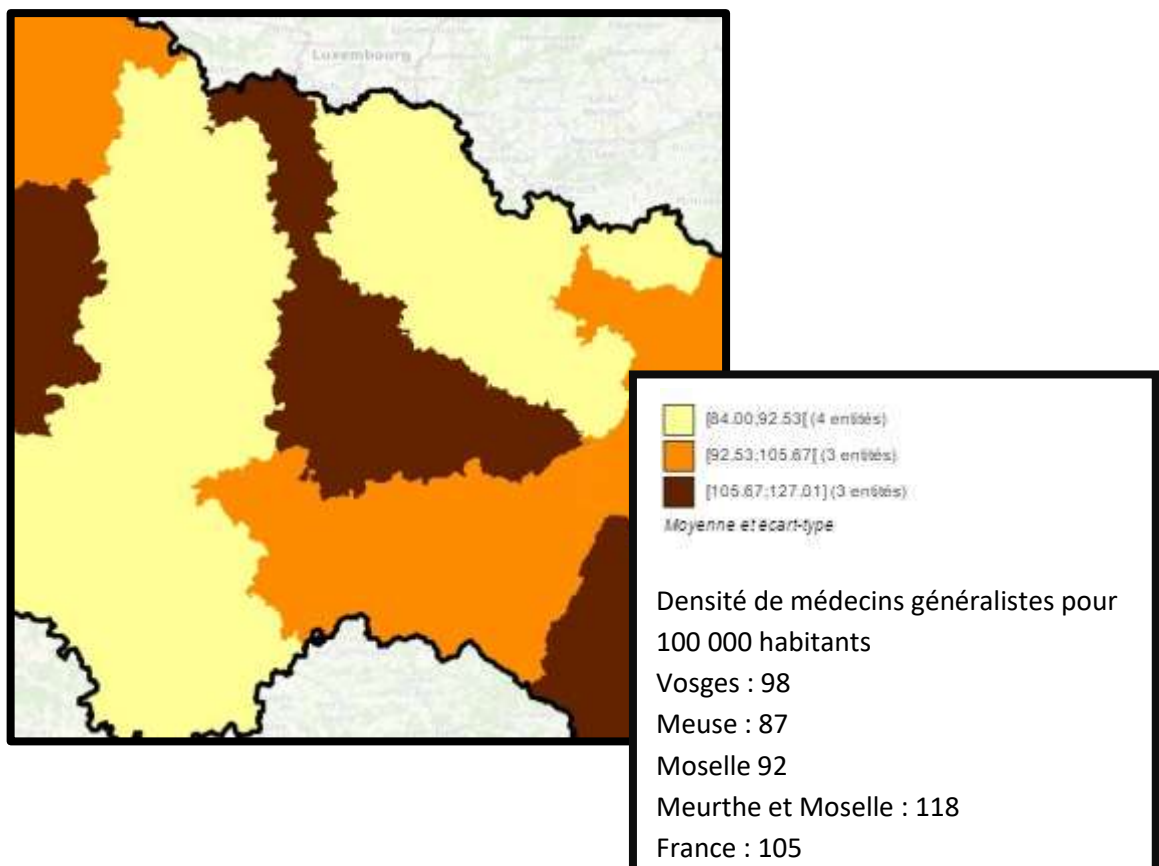 Luxembourg
[84.00;92.53[ (4 entités)
[92.53;105.67[ (3 entités)
[105.67;127.01] (3 entités)
Moyenne et écart-type
Densité de médecins généralistes pour
100 000 habitants
Vosges : 98
Meuse : 87
Moselle 92
Meurthe et Moselle : 118
France : 105